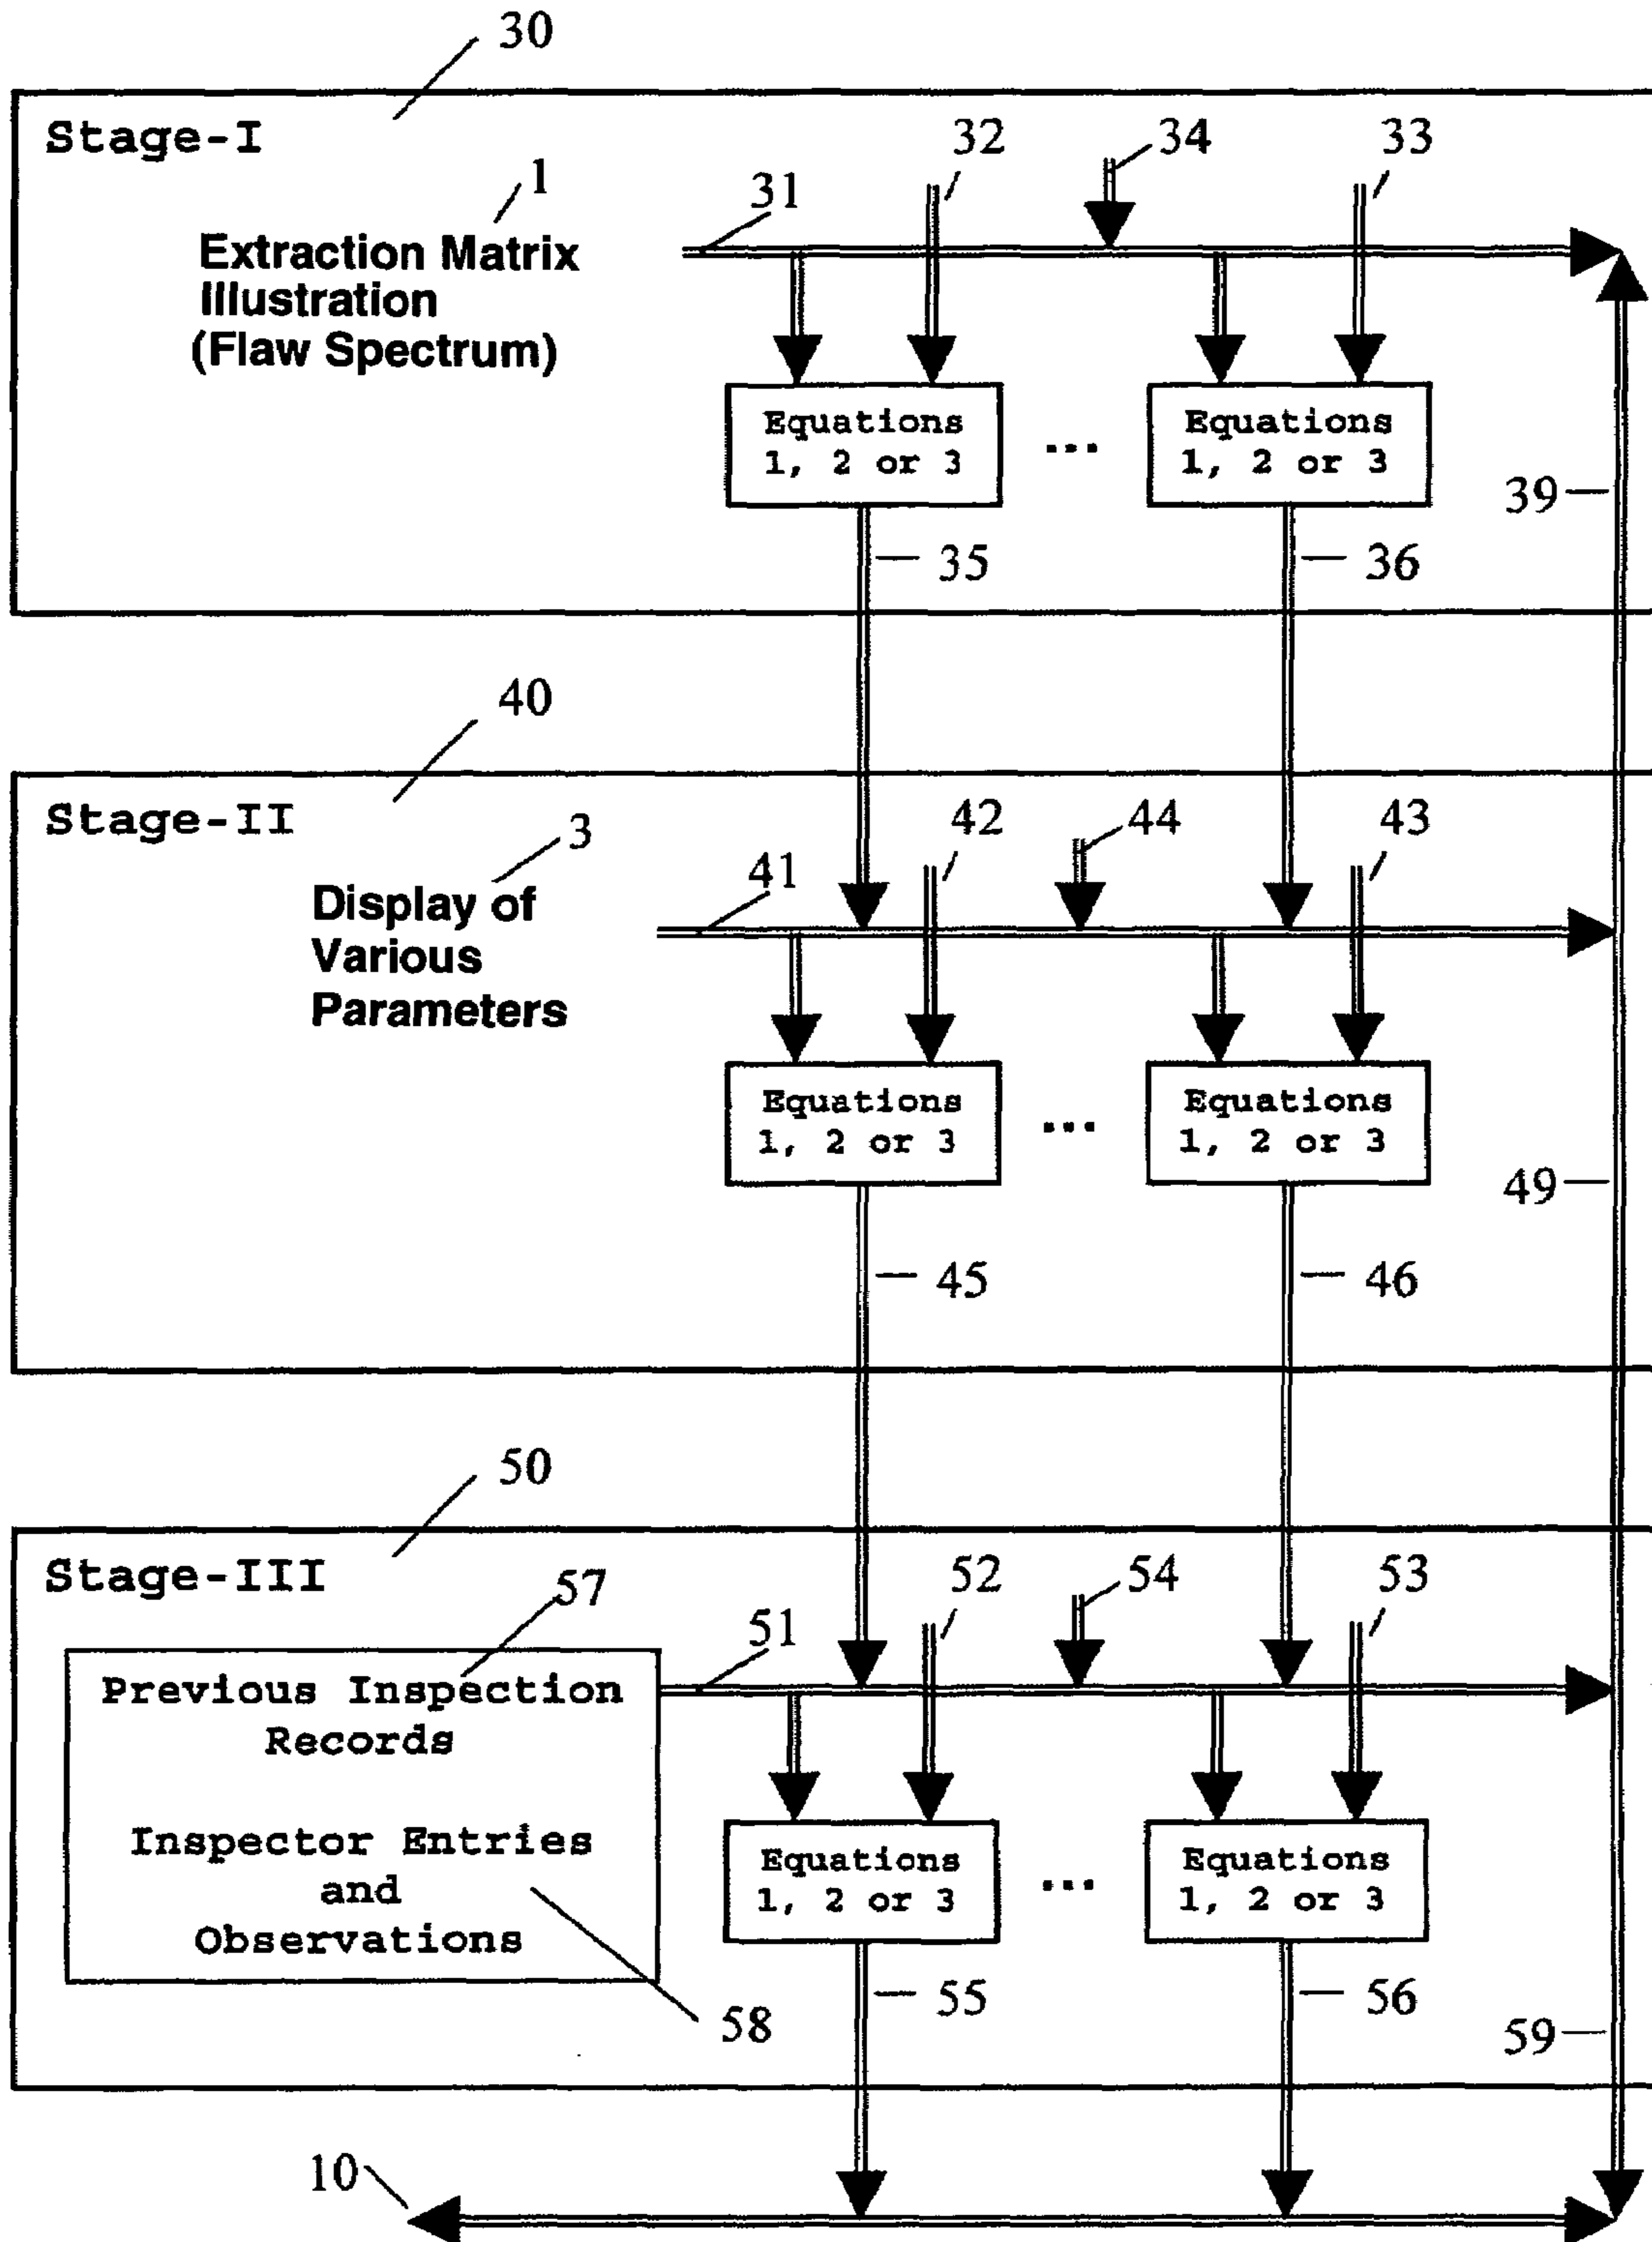 30
Stage-I
32
34
33
1
31
Extraction Matrix
Illustration
(Flaw Spectrum)
Equations
1, 2 or 3
...
Equations
1, 2 or 3
39
35
36
40
Stage-II
42
44
43
3
41
Display of
Various
Parameters
Equations
1, 2 or 3
...
Equations
1, 2 or 3
49
45
46
50
Stage-III
57
52
54
53
51
Previous Inspection
Records
Inspector Entries
and
Observations
Equations
1, 2 or 3
...
Equations
1, 2 or 3
55
56
58
59
10